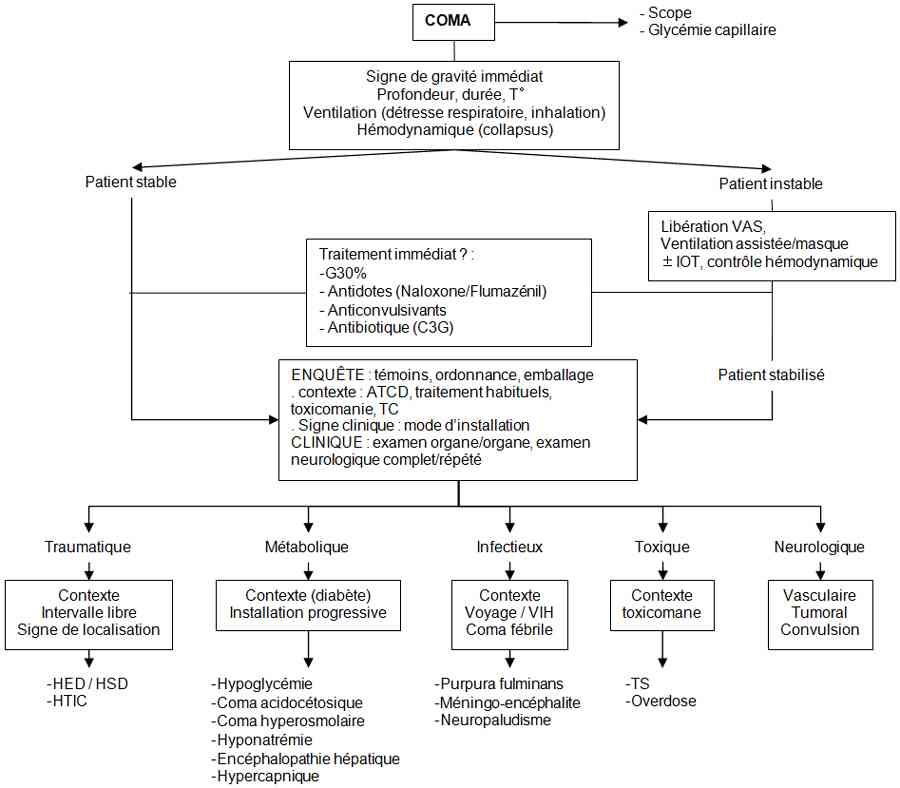 COMA
- Scope
- Glycémie capillaire
Signe de gravité immédiat
Profondeur, durée, T°
Ventilation (détresse respiratoire, inhalation)
Hémodynamique (collapsus)
Patient stable
Patient instable
Libération VAS,
Ventilation assistée/masque
± IOT, contrôle hémodynamique
Traitement immédiat ? :
-G30%
- Antidotes (Naloxone/Flumazénil)
- Anticonvulsivants
- Antibiotique (C3G)
ENQUÊTE : témoins, ordonnance, emballage
. contexte : ATCD, traitement habituels,
toxicomanie, TC
. Signe clinique : mode d'installation
CLINIQUE : examen organe/organe, examen
neurologique complet/répété
Patient stabilisé
Traumatique
Contexte
Intervalle libre
Signe de localisation
-HED / HSD
-HTIC
Métabolique
Contexte (diabète)
Installation progressive
-Hypoglycémie
-Coma acidocétosique
-Coma hyperosmolaire
-Hyponatrémie
-Encéphalopathie hépatique
-Hypercapnique
Infectieux
Contexte
Voyage / VIH
Coma fébrile
-Purpura fulminans
-Méningo-encéphalite
-Neuropaludisme
Toxique
Contexte
toxicomane
-TS
-Overdose
Neurologique
Vasculaire
Tumoral
Convulsion